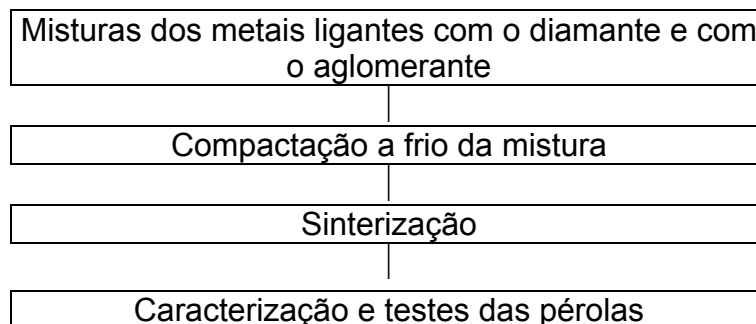 Misturas dos metais ligantes com o diamante e com
o aglomerante
Compactação a frio da mistura
Sinterização
Caracterização e testes das pérolas